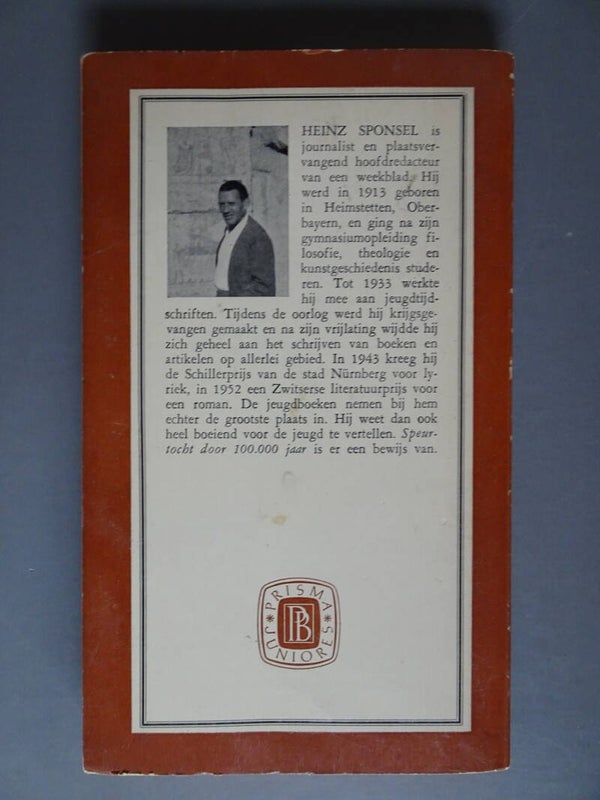 HEINZ SPONSEL is
journalist en plaatsver-
vangend hoofdredacteur
van een weekblad. Hij
werd in 1913 geboren
in Heimstetten, Ober-
bayern, en ging na zijn
gymnasiumopleiding fi-
losofie, theologie en
kunstgeschiedenis stude-
ren. Tot 1933 werkte
hij mee aan jeugdtijd-
schriften. Tijdens de oorlog werd hij krijgsge-
vangen gemaakt en na zijn vrijlating wijdde hij
zich geheel aan het schrijven van boeken en
artikelen op allerlei gebied. In 1943 kreeg hij
de Schillerprijs van de stad Nürnberg voor ly-
riek, in 1952 een Zwitserse literatuurprijs voor
een roman. De jeugdboeken nemen bij hem
echter de grootste plaats in. Hij weet dan ook
heel boeiend voor de jeugd te vertellen. Speur-
tocht door 100.000 jaar is er een bewijs van.
PRISMA
PB
JUNIORES